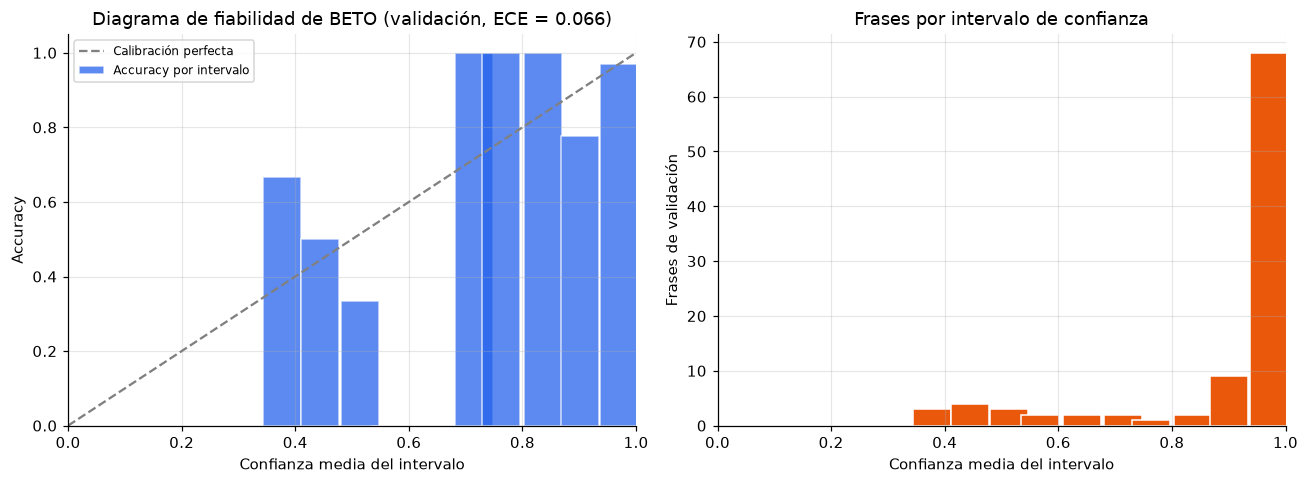 Diagrama de fiabilidad de BETO (validación, ECE = 0.066)
Calibración perfecta
Accuracy por intervalo
Accuracy
1.0
0.8
0.6
0.4
0.2
0.0
0.0 0.2 0.4 0.6 0.8 1.0
Confianza media del intervalo
Frases por intervalo de confianza
Frases de validación
70
60
50
40
30
20
10
0
0.0 0.2 0.4 0.6 0.8 1.0
Confianza media del intervalo